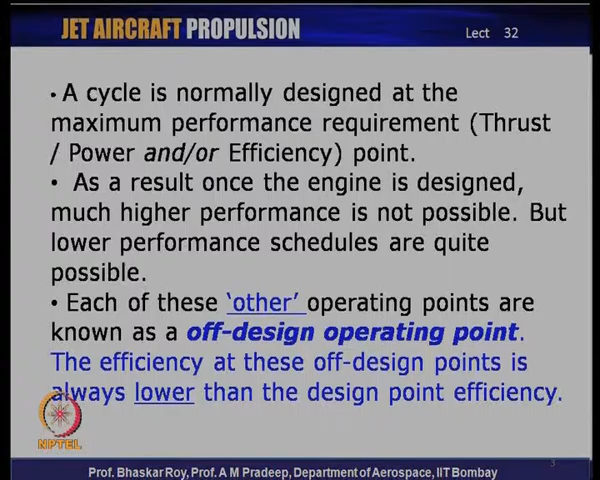 JET AIRCRAFT PROPULSION Lect 32
• A cycle is normally designed at the
maximum performance requirement (Thrust
/ Power and/or Efficiency) point.
• As a result once the engine is designed,
much higher performance is not possible. But
lower performance schedules are quite
possible.
• Each of these ‘other’ operating points are
known as a off-design operating point.
The efficiency at these off-design points is
always lower than the design point efficiency.
NPTEL
3
Prof. Bhaskar Roy, Prof. A M Pradeep, Department of Aerospace, IIT Bombay